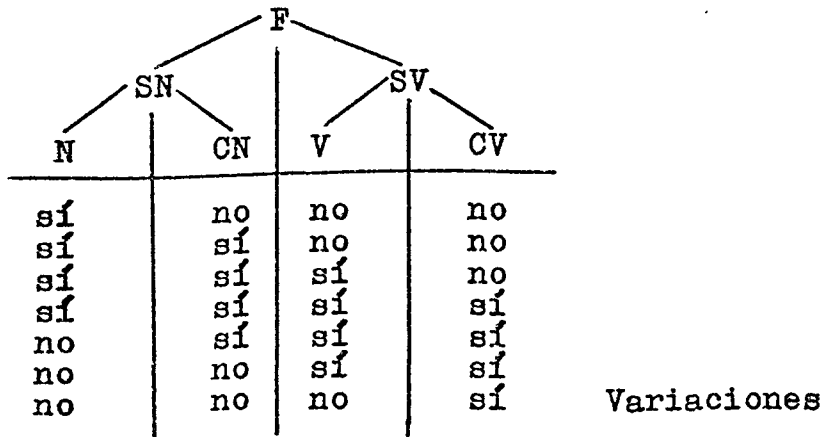 F
SN SV
N CN V CV
sí no no no
sí sí no no
sí sí sí no
sí sí sí sí
no sí sí sí
no no sí sí
no no no sí Variaciones